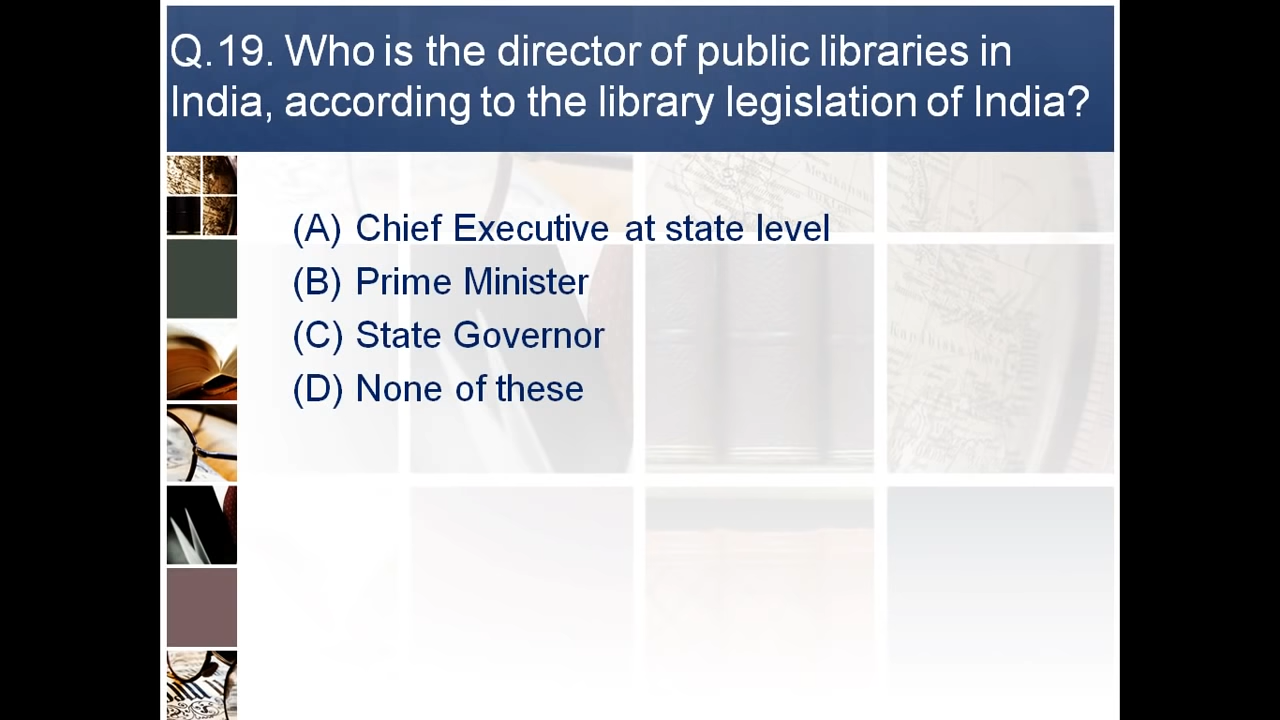 Q.19. Who is the director of public libraries in
India, according to the library legislation of India?
(A) Chief Executive at state level
(B) Prime Minister
(C) State Governor
(D) None of these